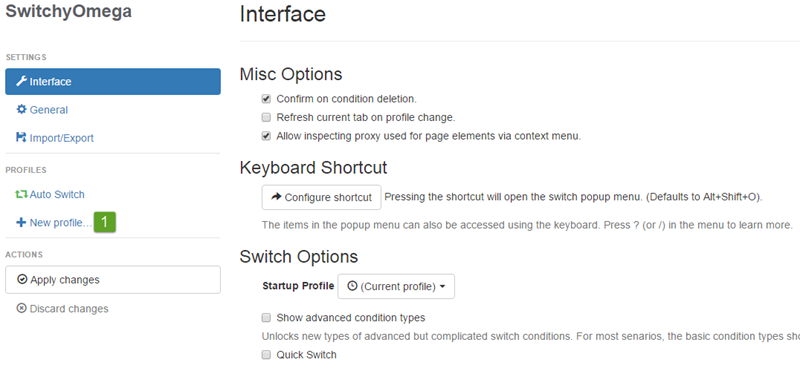 SwitchyOmega
SETTINGS
Interface
General
Import/Export
PROFILES
Auto Switch
New profile... 1
ACTIONS
Apply changes
Discard changes
Interface
Misc Options
Confirm on condition deletion.
Refresh current tab on profile change.
Allow inspecting proxy used for page elements via context menu.
Keyboard Shortcut
Configure shortcut Pressing the shortcut will open the switch popup menu. (Defaults to Alt+Shift+O).
The items in the popup menu can also be accessed using the keyboard. Press ? (or /) in the menu to learn more.
Switch Options
Startup Profile (Current profile)
Show advanced condition types
Unlocks new types of advanced but complicated switch conditions. For most senarios, the basic condition types sho
Quick Switch